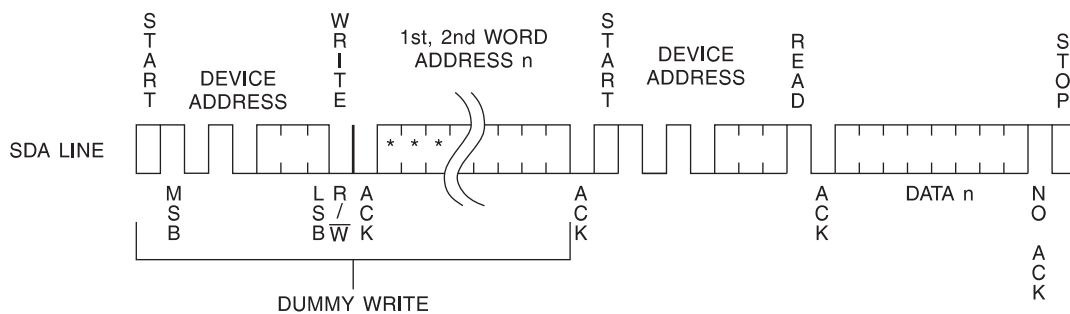 START
WRITE
1st, 2nd WORD
ADDRESS n
START
DEVICE
ADDRESS
READ
STOP
DEVICE
ADDRESS
SDA LINE
* * *
MSB
LSB
R/W
ACK
ACK
ACK
DATA n
NO ACK
DUMMY WRITE